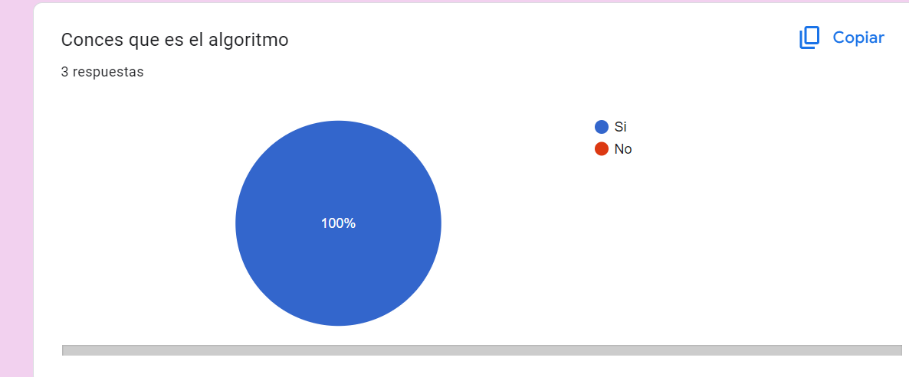 Conces que es el algoritmo
Copiar
3 respuestas
Si
No
100%